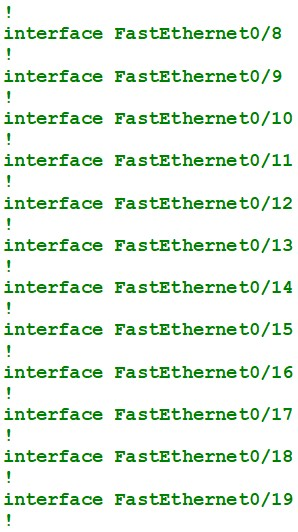 !
interface FastEthernet0/8
!
interface FastEthernet0/9
!
interface FastEthernet0/10
!
interface FastEthernet0/11
!
interface FastEthernet0/12
!
interface FastEthernet0/13
!
interface FastEthernet0/14
!
interface FastEthernet0/15
!
interface FastEthernet0/16
!
interface FastEthernet0/17
!
interface FastEthernet0/18
!
interface FastEthernet0/19
!